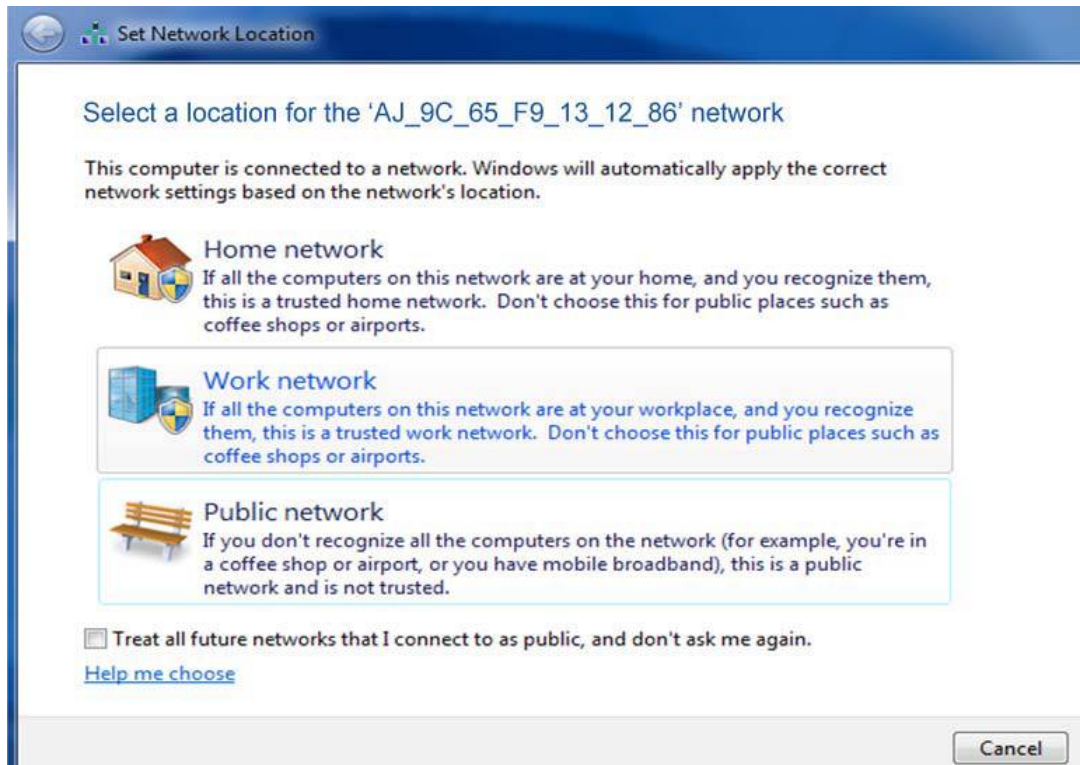 Set Network Location
Select a location for the ‘AJ_9C_65_F9_13_12_86’ network
This computer is connected to a network. Windows will automatically apply the correct
network settings based on the network's location.
Home network
If all the computers on this network are at your home, and you recognize them,
this is a trusted home network.  Don't choose this for public places such as
coffee shops or airports.
Work network
If all the computers on this network are at your workplace, and you recognize
them, this is a trusted work network.  Don't choose this for public places such as
coffee shops or airports.
Public network
If you don't recognize all the computers on the network (for example, you're in
a coffee shop or airport, or you have mobile broadband), this is a public
network and is not trusted.
Treat all future networks that I connect to as public, and don't ask me again.
Help me choose
Cancel